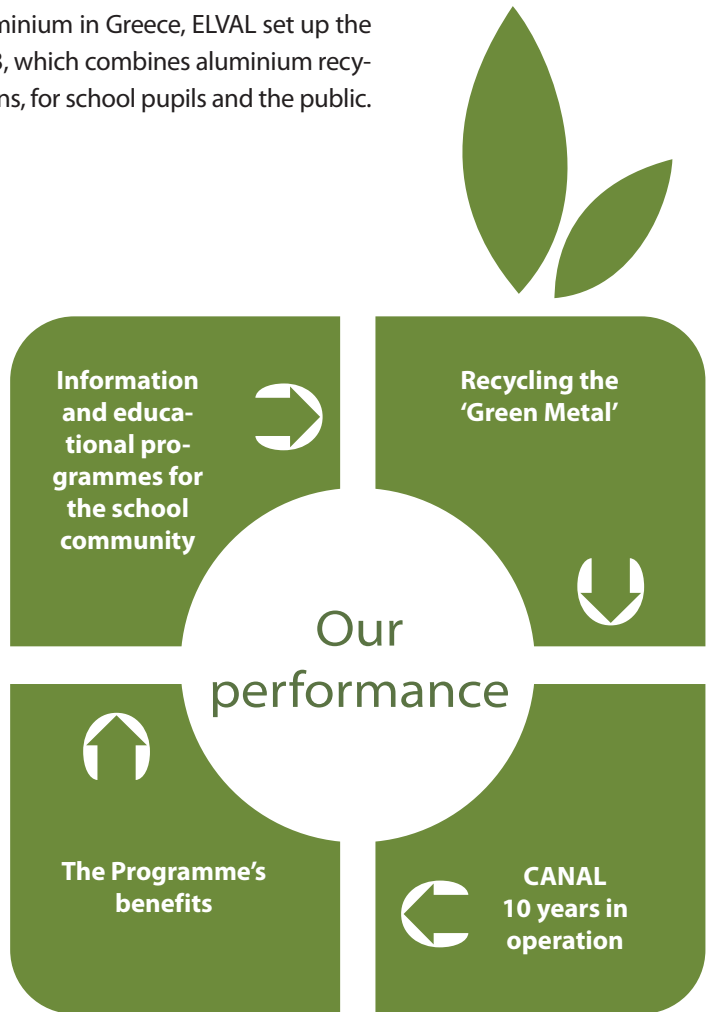 minium in Greece, ELVAL set up the
, which combines aluminium recy-
ns, for school pupils and the public.
Information
and educa-
tional pro-
grammes for
the school
community
Recycling the
‘Green Metal’
Our
performance
The Programme’s
benefits
CANAL
10 years in
operation